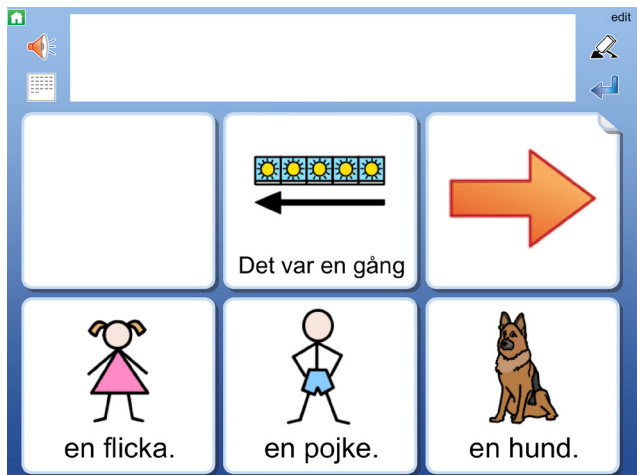 edit
Det var en gång
en flicka.
en pojke.
en hund.